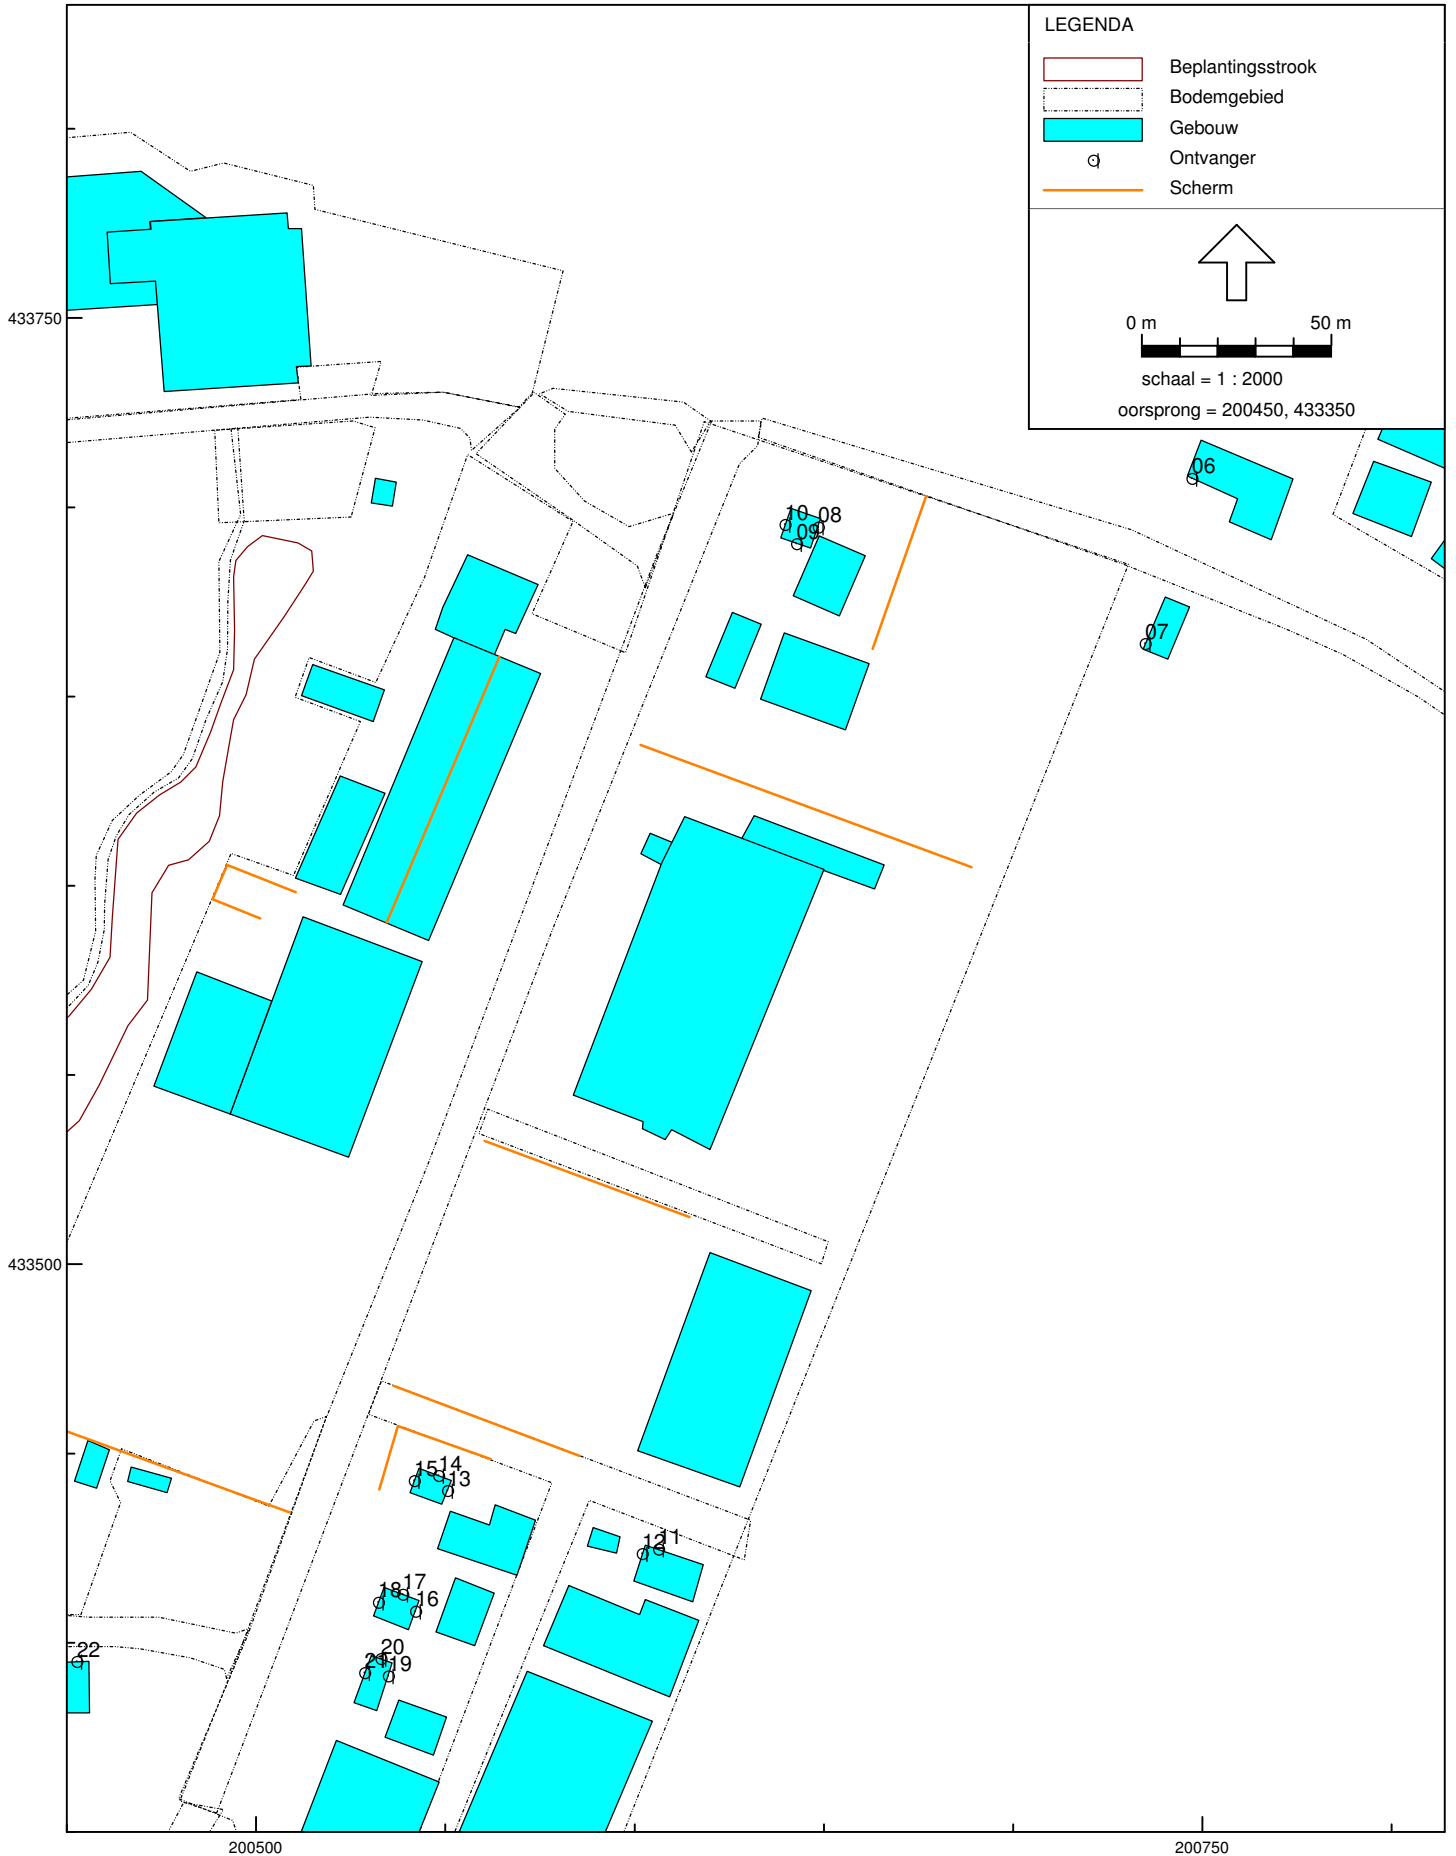 LEGENDA
Beplantingsstrook
Bodemgebied
Gebouw
Ontvanger
Scherm
0 m 50 m
schaal = 1 : 2000
oorsprong = 200450, 433350
433750
06
10 08
09
07
433500
14
15
13
11
12
17
18
16
20
22
21 19
200500 200750